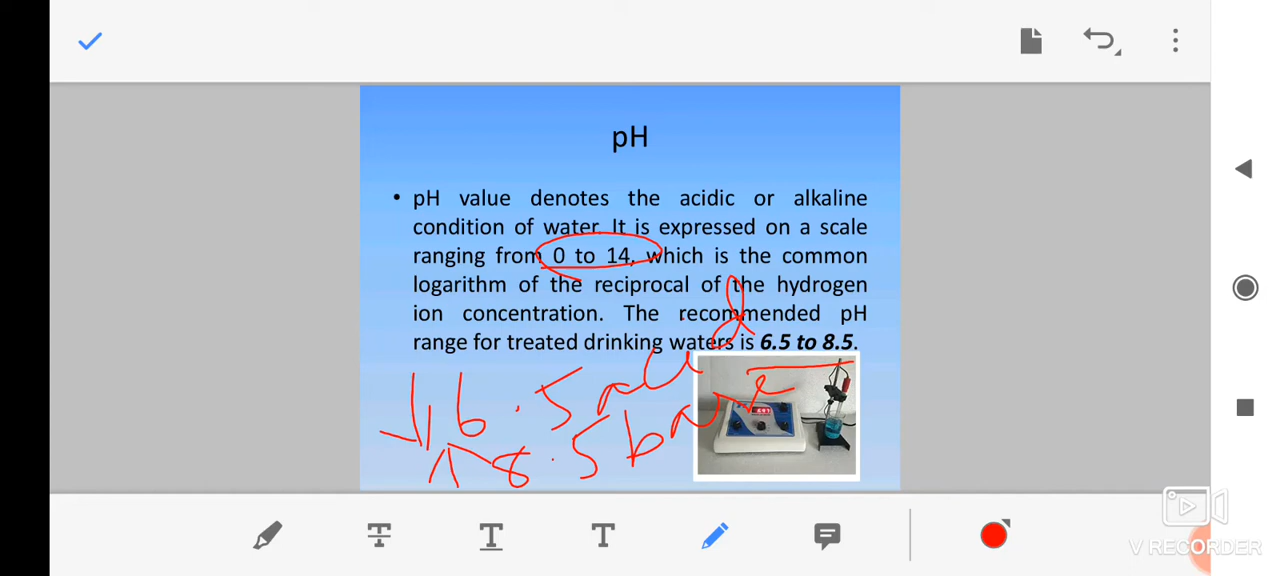 pH
• pH value denotes the acidic or alkaline
condition of water. It is expressed on a scale
ranging from 0 to 14, which is the common
logarithm of the reciprocal of the hydrogen
ion concentration. The recommended pH
range for treated drinking waters is 6.5 to 8.5.
6.5 acid
8.5 base
T T T
V RECORDER